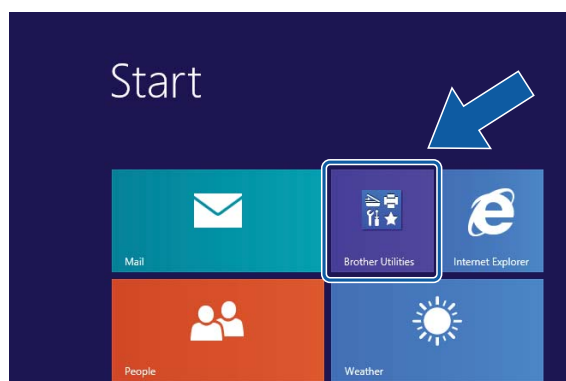 Start
Mail
Brother Utilities
Internet Explorer
People
Weather